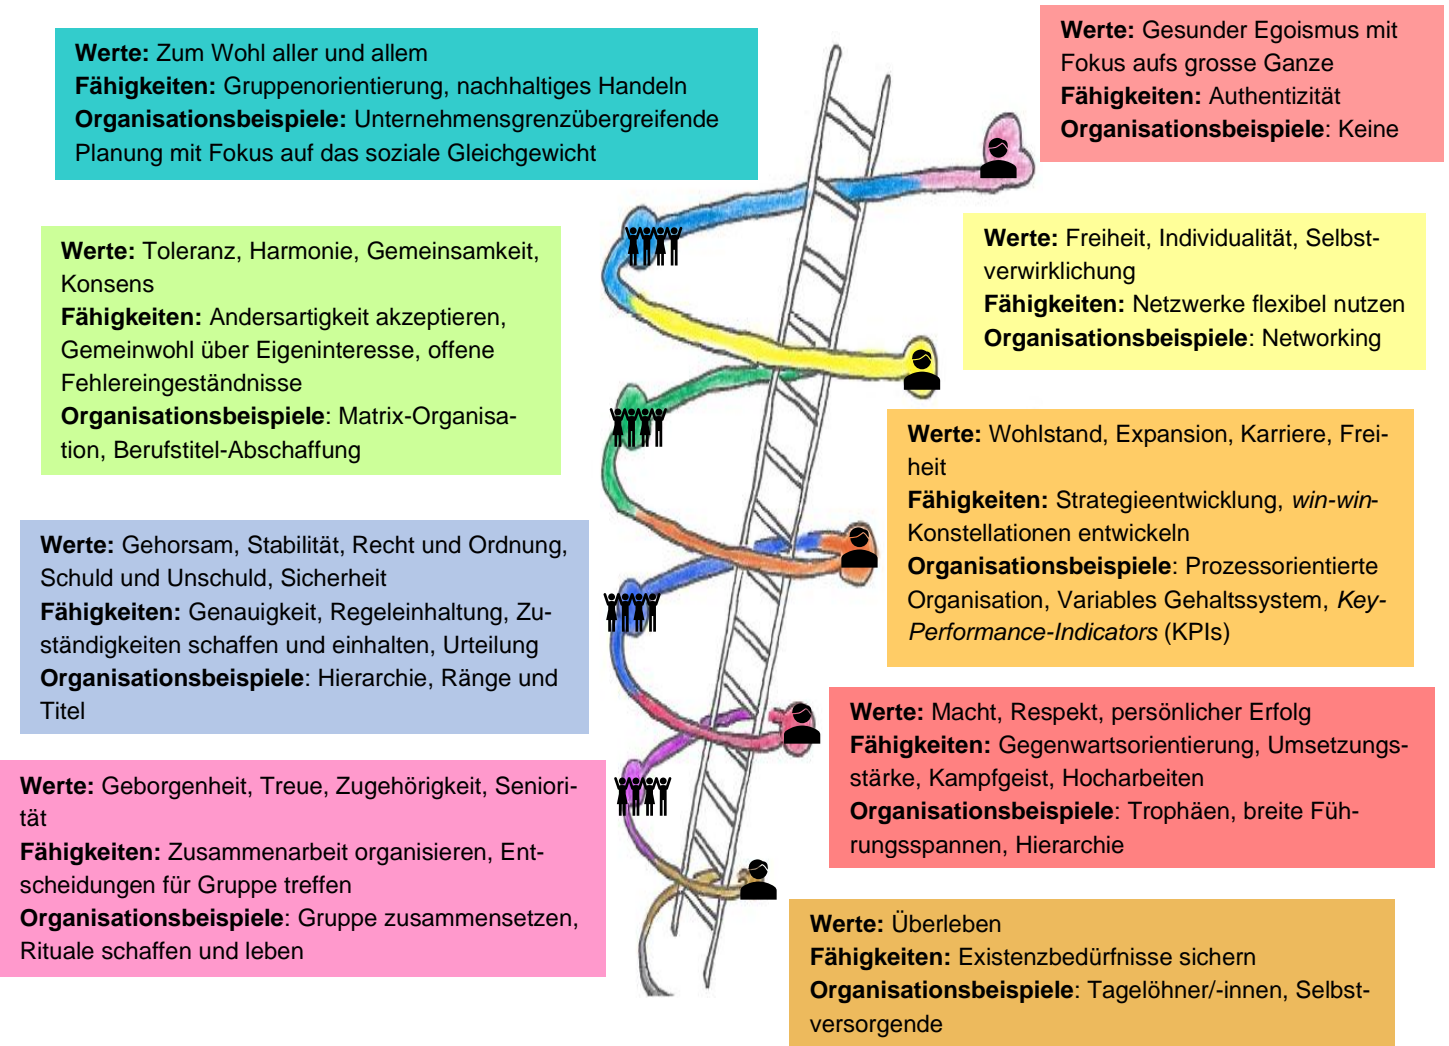 Werte: Zum Wohl aller und allem
Fähigkeiten: Gruppenorientierung, nachhaltiges Handeln
Organisationsbeispiele: Unternehmensgrenzübergreifende
Planung mit Fokus auf das soziale Gleichgewicht
Werte: Gesunder Egoismus mit
Fokus aufs grosse Ganze
Fähigkeiten: Authentizität
Organisationsbeispiele: Keine
Werte: Toleranz, Harmonie, Gemeinsamkeit,
Konsens
Fähigkeiten: Andersartigkeit akzeptieren,
Gemeinwohl über Eigeninteresse, offene
Fehlereingeständnisse
Organisationsbeispiele: Matrix-Organisa-
tion, Berufstitel-Abschaffung
Werte: Freiheit, Individualität, Selbst-
verwirklichung
Fähigkeiten: Netzwerke flexibel nutzen
Organisationsbeispiele: Networking
Werte: Wohlstand, Expansion, Karriere, Frei-
heit
Fähigkeiten: Strategieentwicklung, win-win-
Konstellationen entwickeln
Organisationsbeispiele: Prozessorientierte
Organisation, Variables Gehaltssystem, Key-
Performance-Indicators (KPIs)
Werte: Gehorsam, Stabilität, Recht und Ordnung,
Schuld und Unschuld, Sicherheit
Fähigkeiten: Genauigkeit, Regeleinhaltung, Zu-
ständigkeiten schaffen und einhalten, Urteilung
Organisationsbeispiele: Hierarchie, Ränge und
Titel
Werte: Macht, Respekt, persönlicher Erfolg
Fähigkeiten: Gegenwartsorientierung, Umsetzungs-
stärke, Kampfgeist, Hocharbeiten
Organisationsbeispiele: Trophäen, breite Füh-
rungsspannen, Hierarchie
Werte: Geborgenheit, Treue, Zugehörigkeit, Seniori-
tät
Fähigkeiten: Zusammenarbeit organisieren, Ent-
scheidungen für Gruppe treffen
Organisationsbeispiele: Gruppe zusammensetzen,
Rituale schaffen und leben
Werte: Überleben
Fähigkeiten: Existenzbedürfnisse sichern
Organisationsbeispiele: Tagelöhner/-innen, Selbst-
versorgende